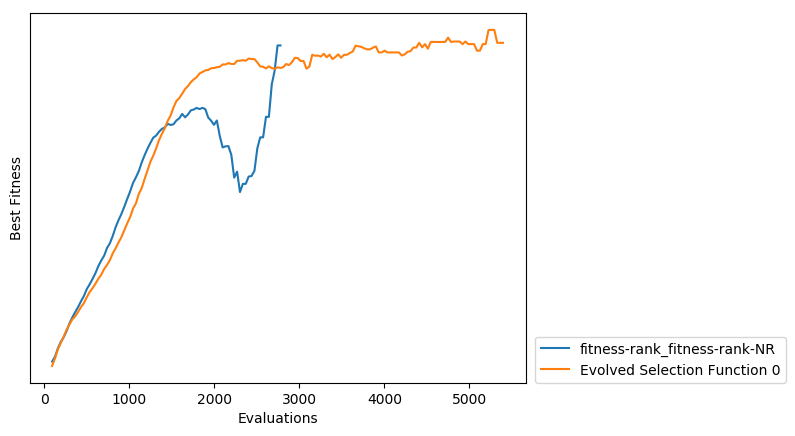 Best Fitness
0 1000 2000 3000 4000 5000
Evaluations
fitness-rank_fitness-rank-NR
Evolved Selection Function 0